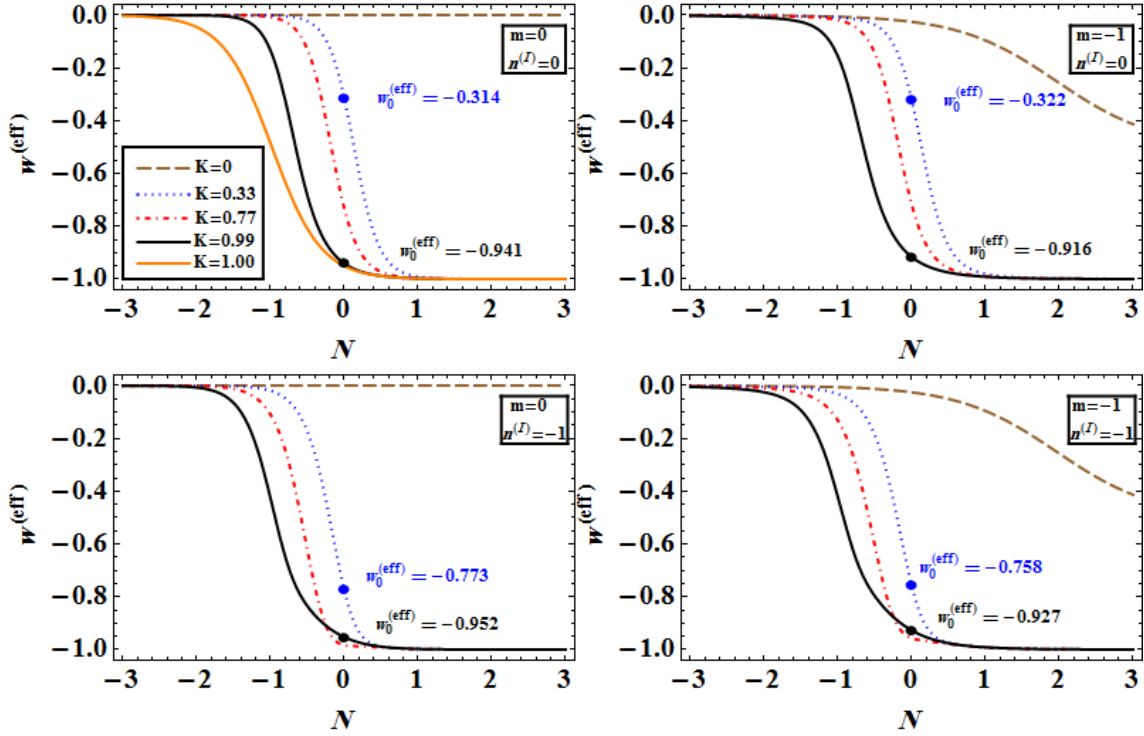 m=0
n^(I)=0
w_0^(eff) = −0.314
w_0^(eff) = −0.941
K=0
K=0.33
K=0.77
K=0.99
K=1.00
0.0
−0.2
−0.4
−0.6
−0.8
−1.0
w^(eff)
−3 −2 −1 0 1 2 3
N
m=−1
n^(I)=0
w_0^(eff) = −0.322
w_0^(eff) = −0.916
0.0
−0.2
−0.4
−0.6
−0.8
−1.0
w^(eff)
−3 −2 −1 0 1 2 3
N
m=0
n^(I)=−1
w_0^(eff) = −0.773
w_0^(eff) = −0.952
0.0
−0.2
−0.4
−0.6
−0.8
−1.0
w^(eff)
−3 −2 −1 0 1 2 3
N
m=−1
n^(I)=−1
w_0^(eff) = −0.758
w_0^(eff) = −0.927
0.0
−0.2
−0.4
−0.6
−0.8
−1.0
w^(eff)
−3 −2 −1 0 1 2 3
N